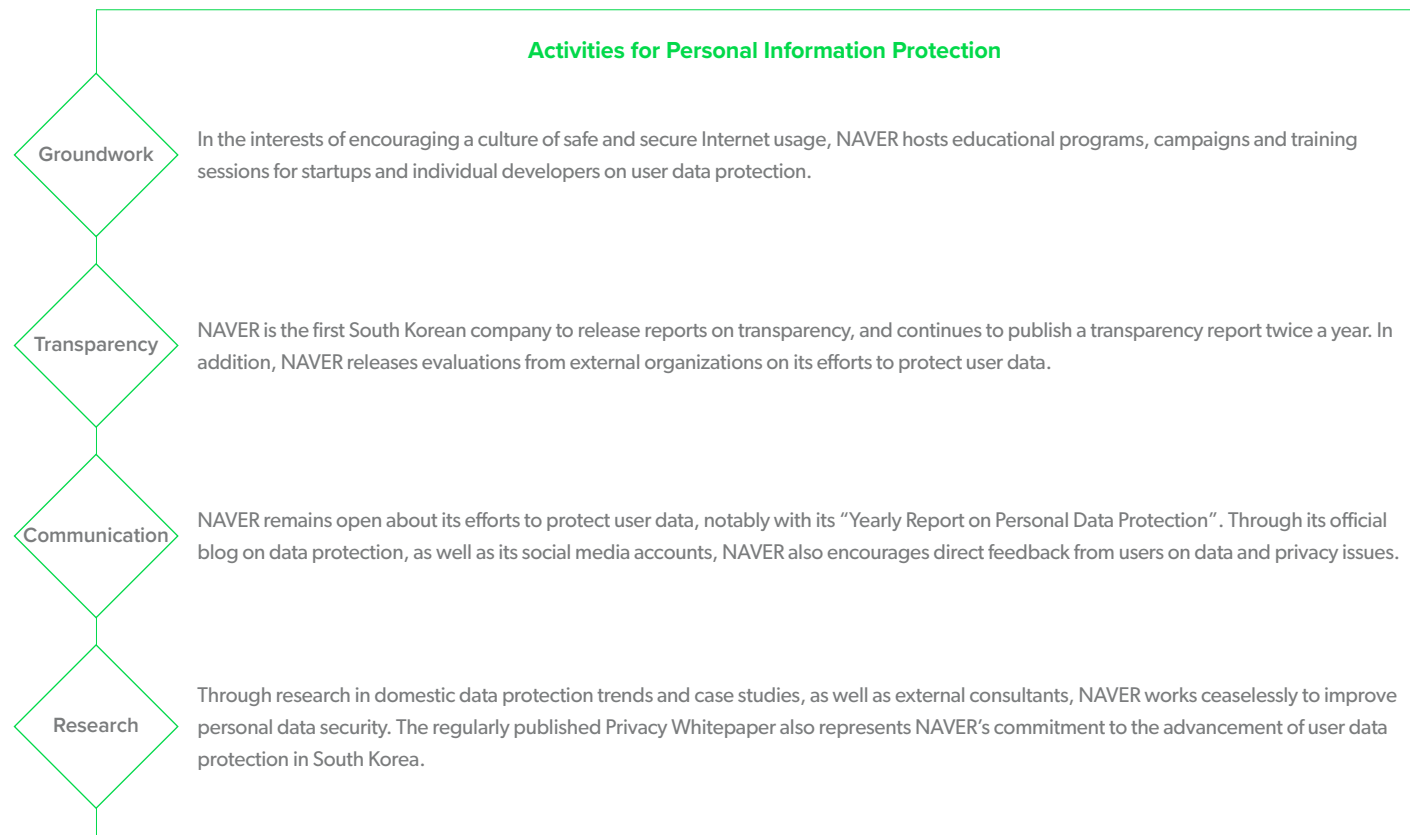 Activities for Personal Information Protection
Groundwork
In the interests of encouraging a culture of safe and secure Internet usage, NAVER hosts educational programs, campaigns and training
sessions for startups and individual developers on user data protection.
Transparency
NAVER is the first South Korean company to release reports on transparency, and continues to publish a transparency report twice a year. In
addition, NAVER releases evaluations from external organizations on its efforts to protect user data.
Communication
NAVER remains open about its efforts to protect user data, notably with its “Yearly Report on Personal Data Protection”. Through its official
blog on data protection, as well as its social media accounts, NAVER also encourages direct feedback from users on data and privacy issues.
Research
Through research in domestic data protection trends and case studies, as well as external consultants, NAVER works ceaselessly to improve
personal data security. The regularly published Privacy Whitepaper also represents NAVER’s commitment to the advancement of user data
protection in South Korea.